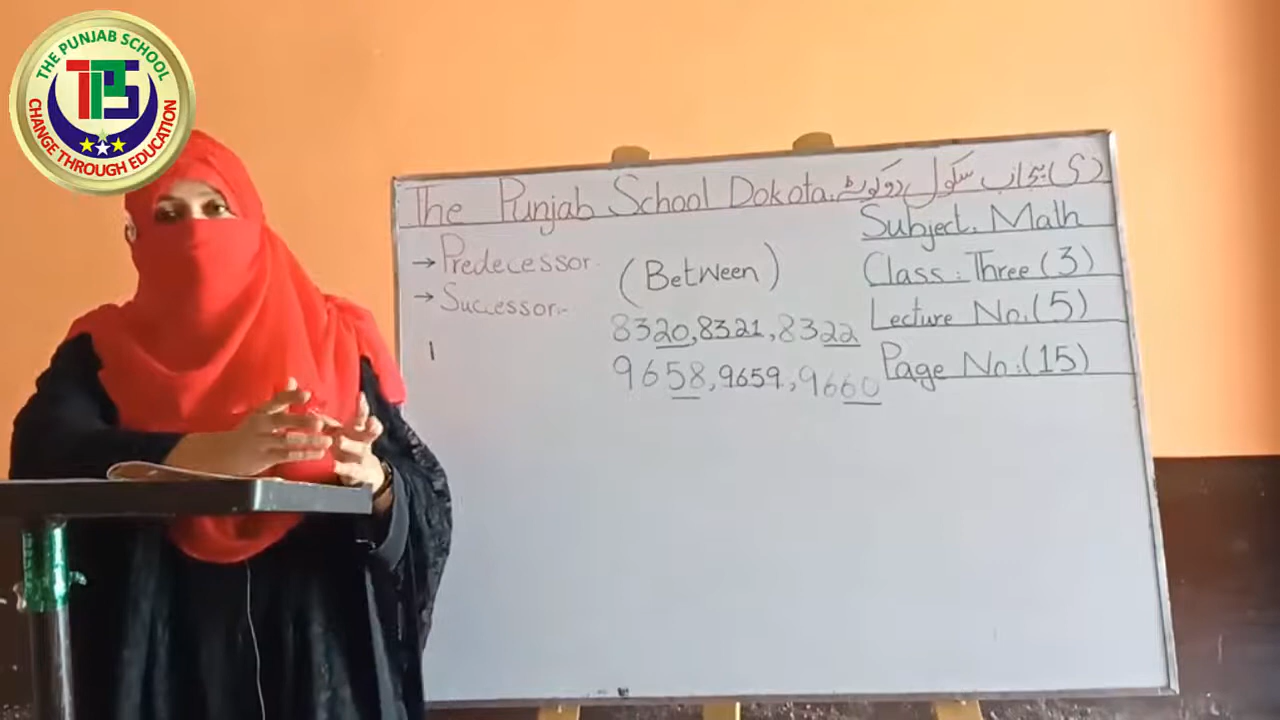 THE PUNJAB SCHOOL
TPS
CHANGE THROUGH EDUCATION
The Punjab School Dokota. دی پنجاب سکول دوکوٹہ
Subject. Math
Class: Three (3)
Lecture No.(5)
Page No:(15)
→ Predecessor
→ Successor:-
(Between)
8320, 8321, 8322
9658, 9659, 9660